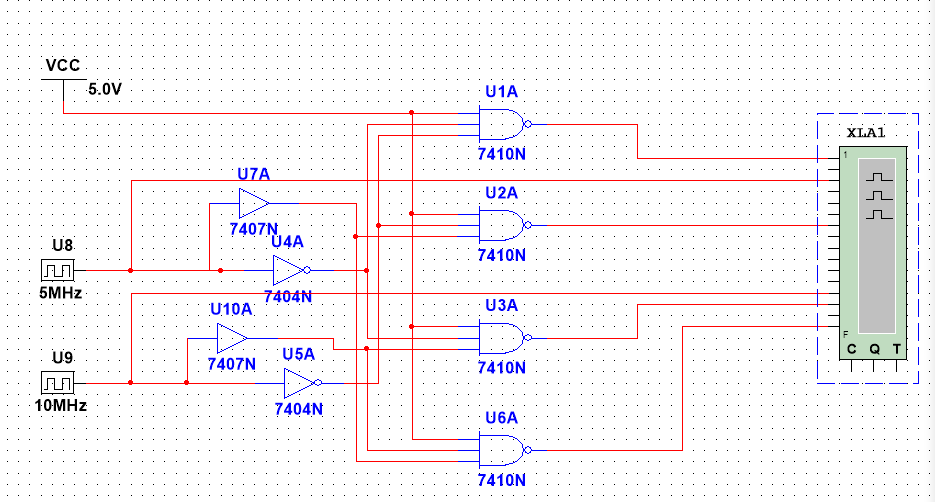 VCC
5.0V
U1A
7410N
XLA1
1
U7A
7407N
U2A
7410N
U8
5MHz
U4A
7404N
U10A
7407N
U3A
7410N
F
C Q T
U9
10MHz
U5A
7404N
U6A
7410N